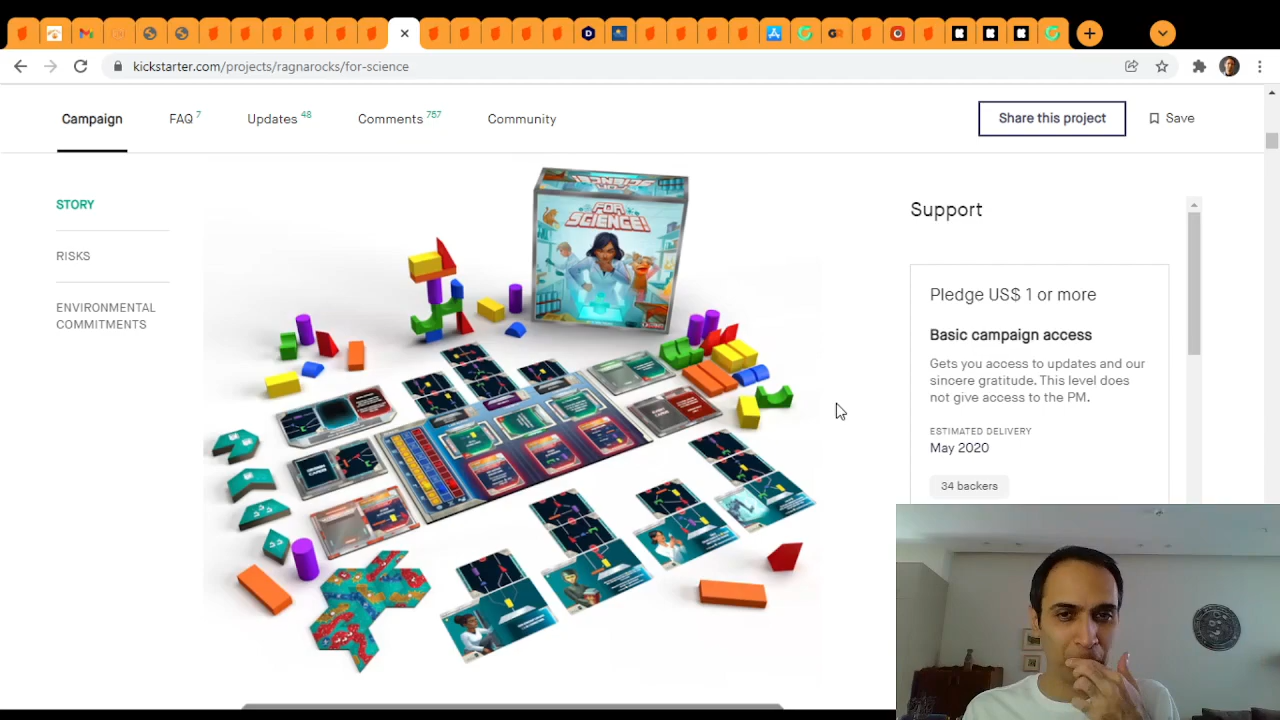 kickstarter.com/projects/ragnarocks/for-science
Campaign
FAQ 7
Updates 48
Comments 757
Community
Share this project
Save
STORY
RISKS
ENVIRONMENTAL
COMMITMENTS
FOR
SCIENCE!
Support
Pledge US$ 1 or more
Basic campaign access
Gets you access to updates and our
sincere gratitude. This level does
not give access to the PM.
ESTIMATED DELIVERY
May 2020
34 backers